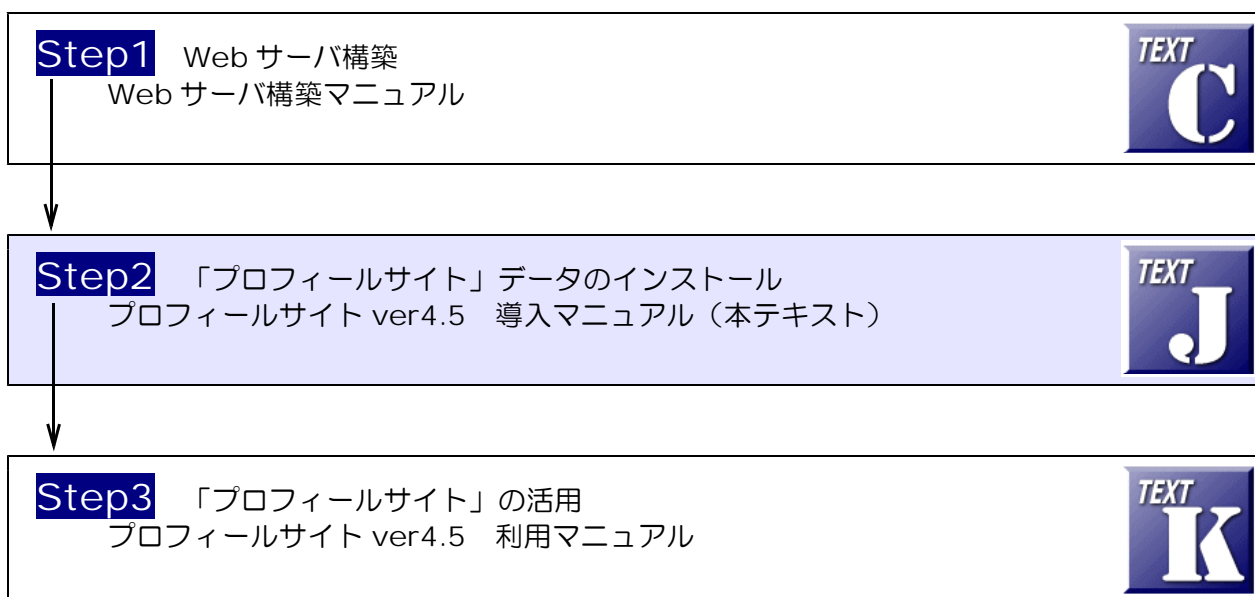 Step1 Web サーバ構築
Web サーバ構築マニュアル
TEXT
C
Step2 「プロフィールサイト」データのインストール
プロフィールサイト ver4.5 導入マニュアル（本テキスト）
TEXT
J
Step3 「プロフィールサイト」の活用
プロフィールサイト ver4.5 利用マニュアル
TEXT
K